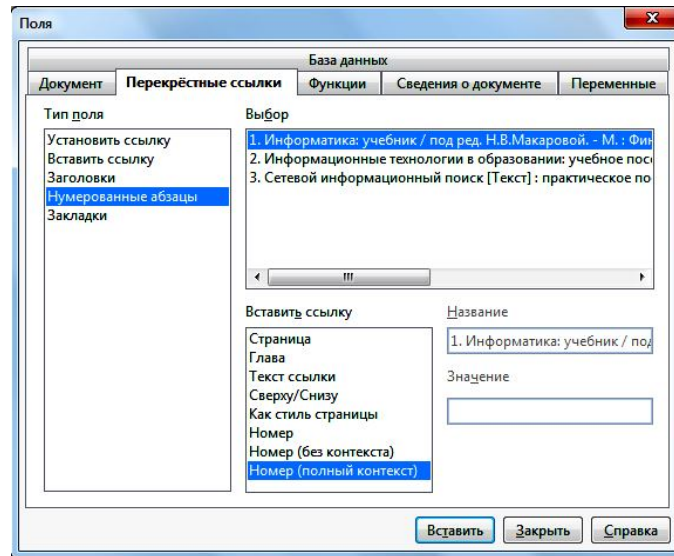 Поля
База данных
Документ Перекрёстные ссылки Функции Сведения о документе Переменные
Тип поля
Установить ссылку
Вставить ссылку
Заголовки
Нумерованные абзацы
Закладки
Выбор
1. Информатика: учебник / под ред. Н.В.Макаровой. - М. : Фин
2. Информационные технологии в образовании: учебное посо
3. Сетевой информационный поиск [Текст] : практическое по
Вставить ссылку
Страница
Глава
Текст ссылки
Сверху/Снизу
Как стиль страницы
Номер
Номер (без контекста)
Номер (полный контекст)
Название
1. Информатика: учебник / под
Значение
Вставить Закрыть Справка